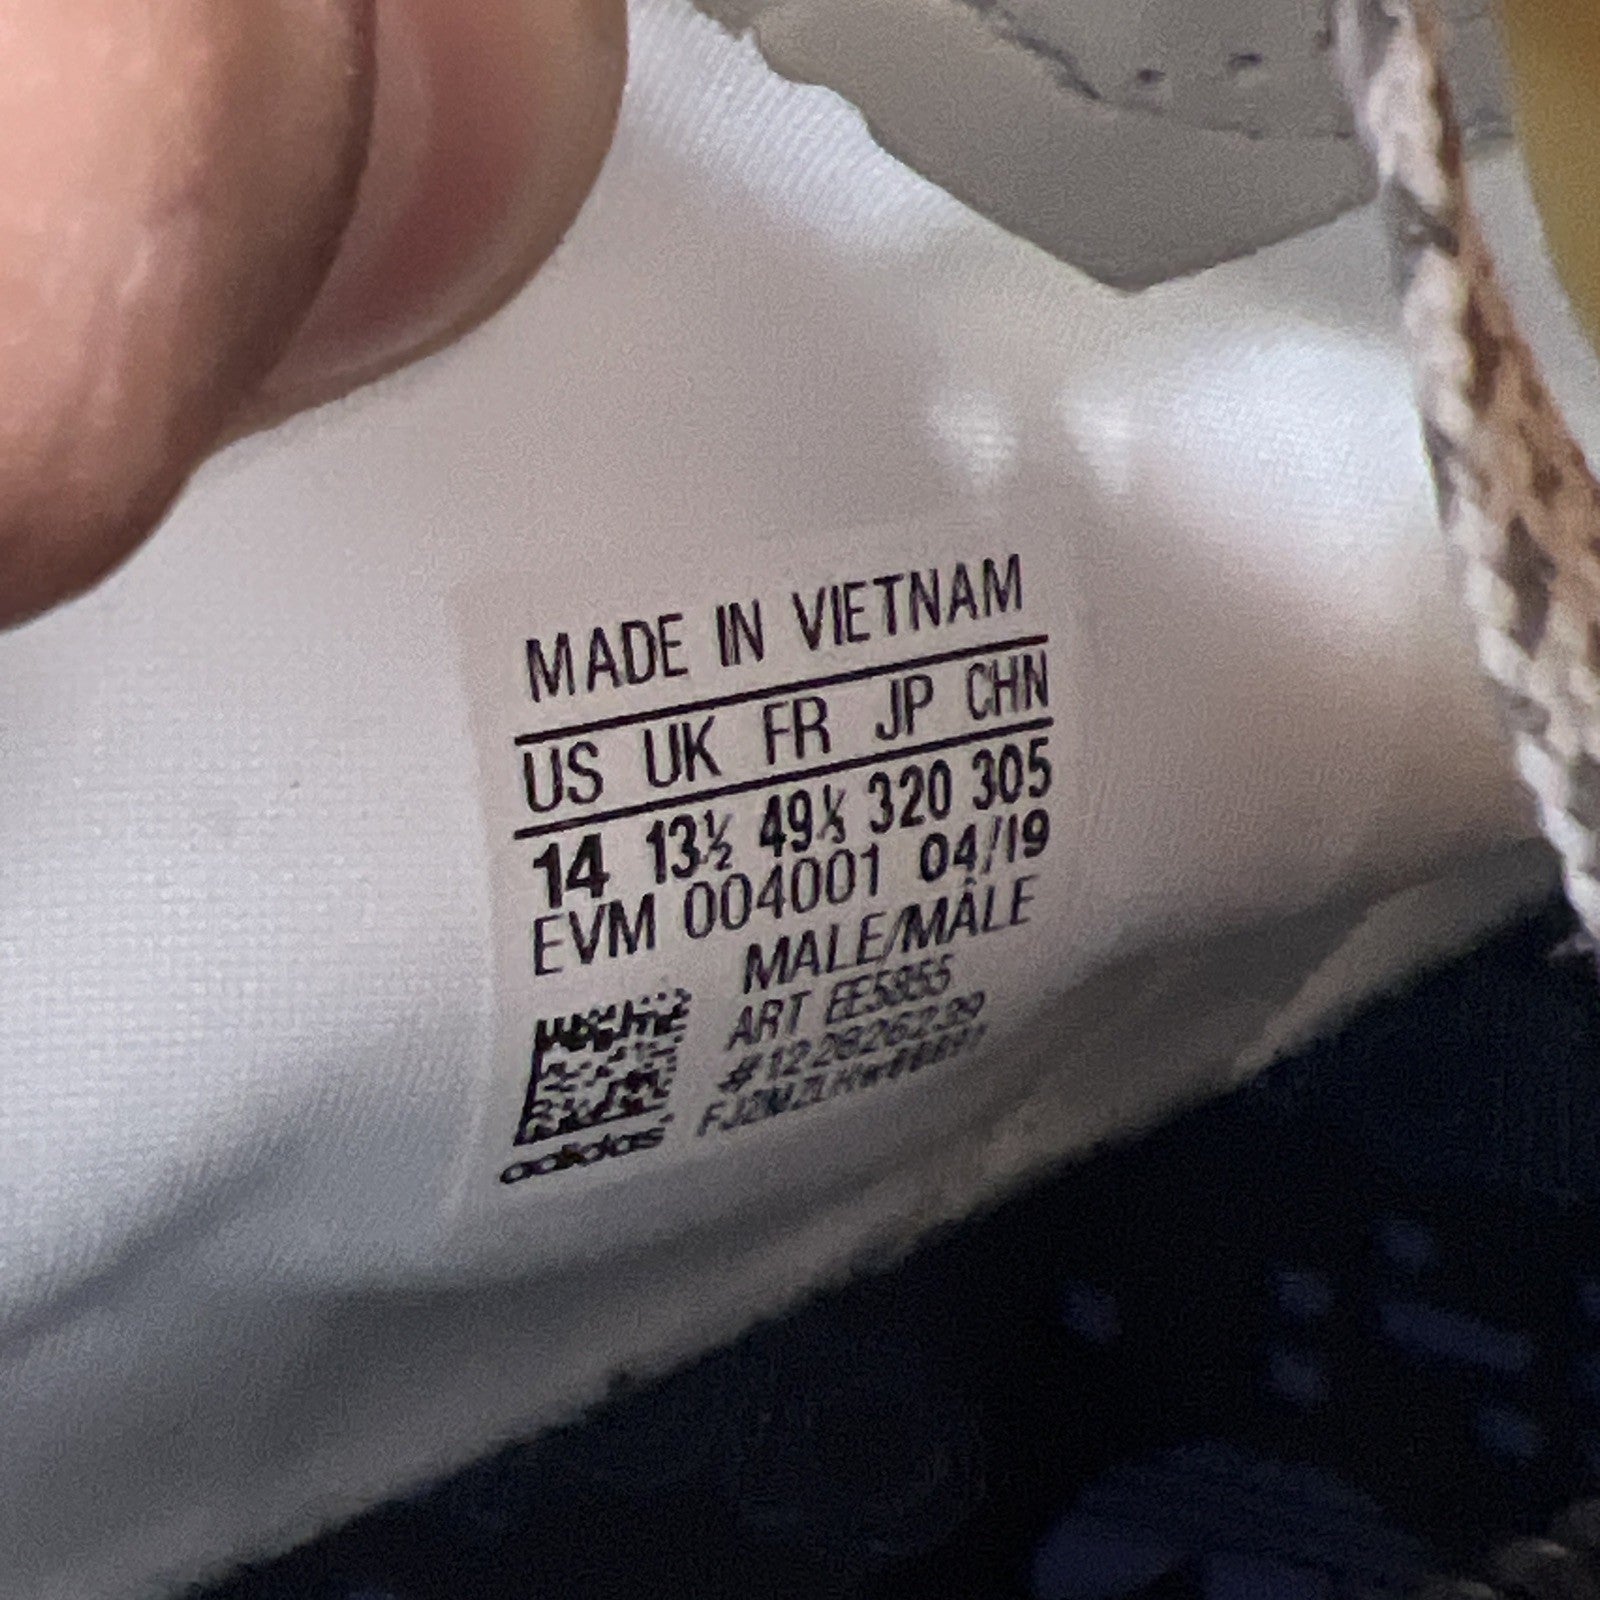 MADE IN VIETNAM
US UK FR JP CHN
14 13½ 49⅓ 320 305
EVM 004001 04/19
MALE/MÂLE
ART
adidas